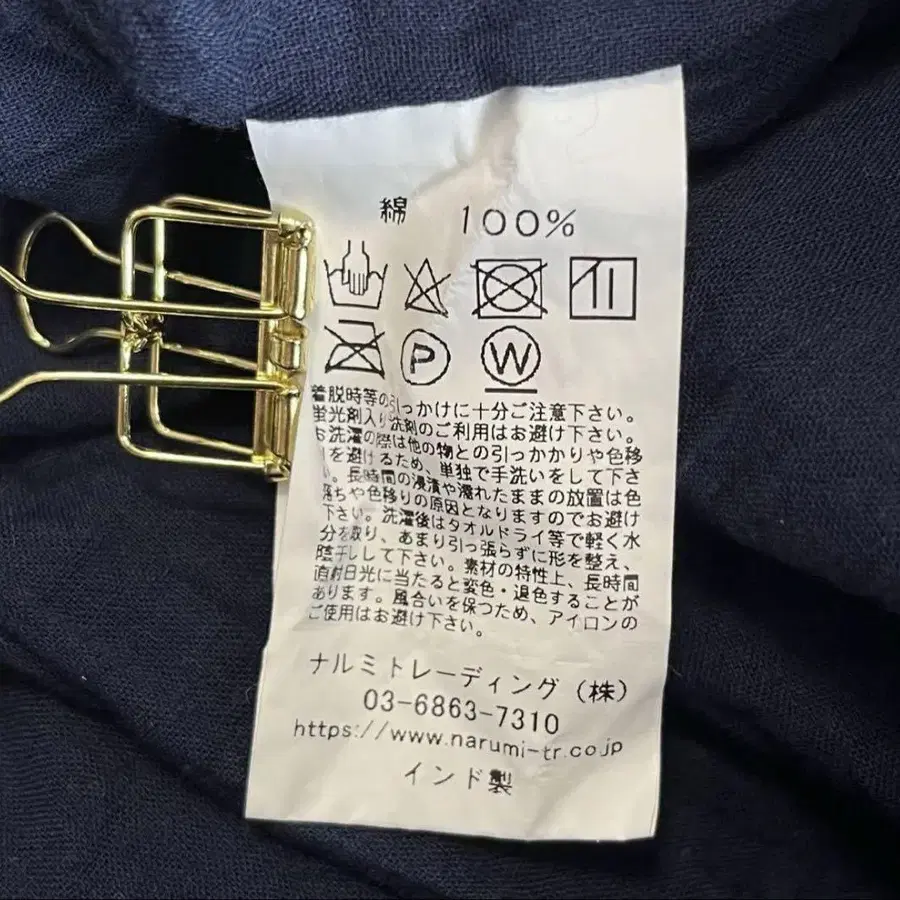 綿 100%
P W
着脱時等の引っかけに十分ご注意下さい。
蛍光剤入り洗剤のご利用はお避け下さい。
お洗濯の際は他の物との引っかかりや色移
りを避けるため、単独で手洗いをして下さ
い。長時間の浸漬や濡れたままの放置は色
落ちや色移りの原因となりますのでお避け
下さい。洗濯後はタオルドライ等で軽く水
分を取り、あまり引っ張らずに形を整え、
陰干しして下さい。素材の特性上、長時間
直射日光に当たると変色・退色することが
あります。風合いを保つため、アイロンの
ご使用はお避け下さい。
ナルミトレーディング(株)
03-6863-7310
https://www.narumi-tr.co.jp
インド製